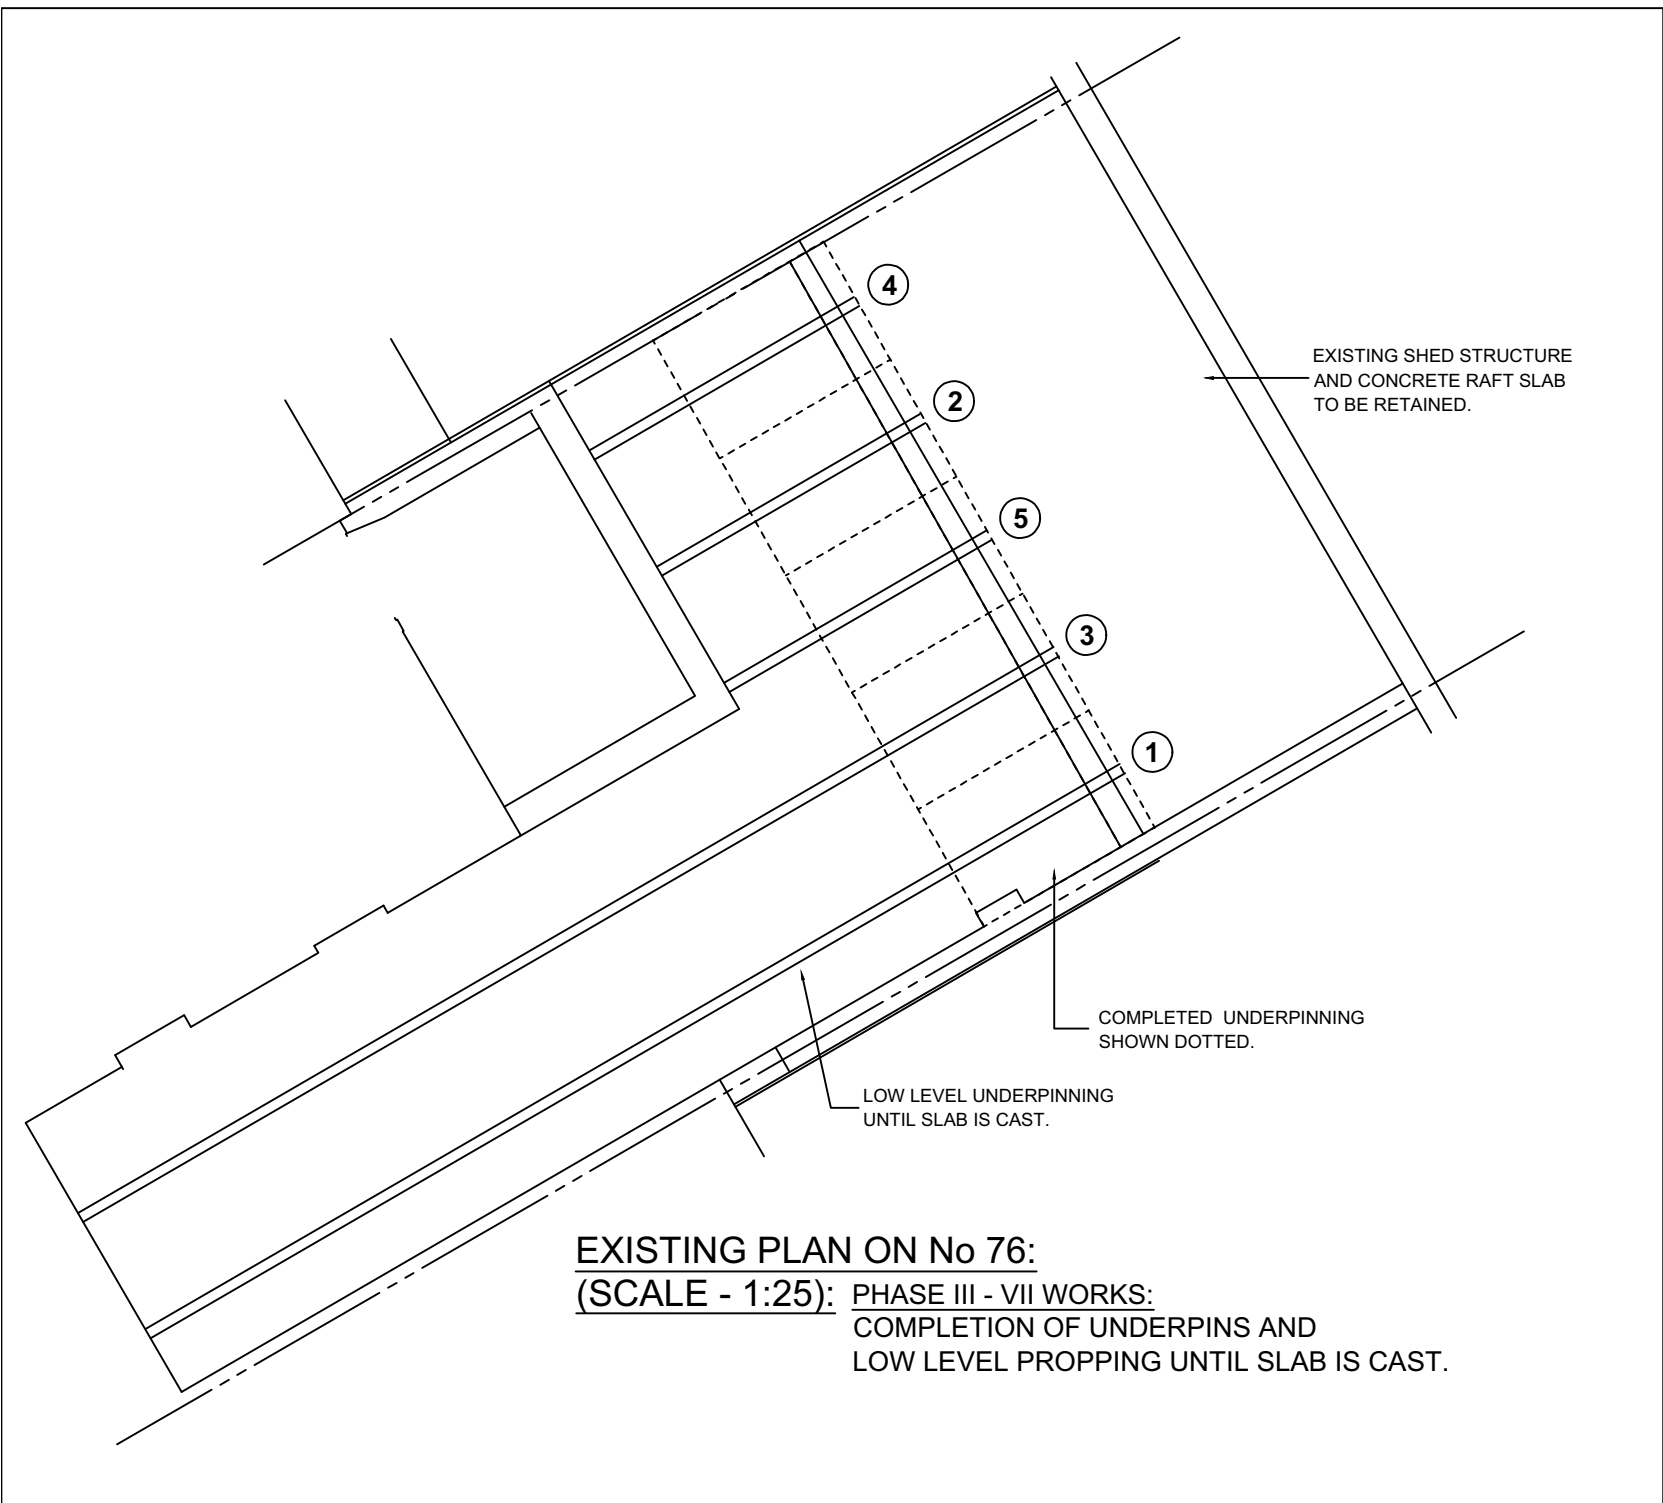 4
2
EXISTING SHED STRUCTURE
AND CONCRETE RAFT SLAB
TO BE RETAINED.
5
3
1
COMPLETED UNDERPINNING
SHOWN DOTTED.
LOW LEVEL UNDERPINNING
UNTIL SLAB IS CAST.
EXISTING PLAN ON No 76:
(SCALE - 1:25): PHASE III - VII WORKS:
COMPLETION OF UNDERPINS AND
LOW LEVEL PROPPING UNTIL SLAB IS CAST.